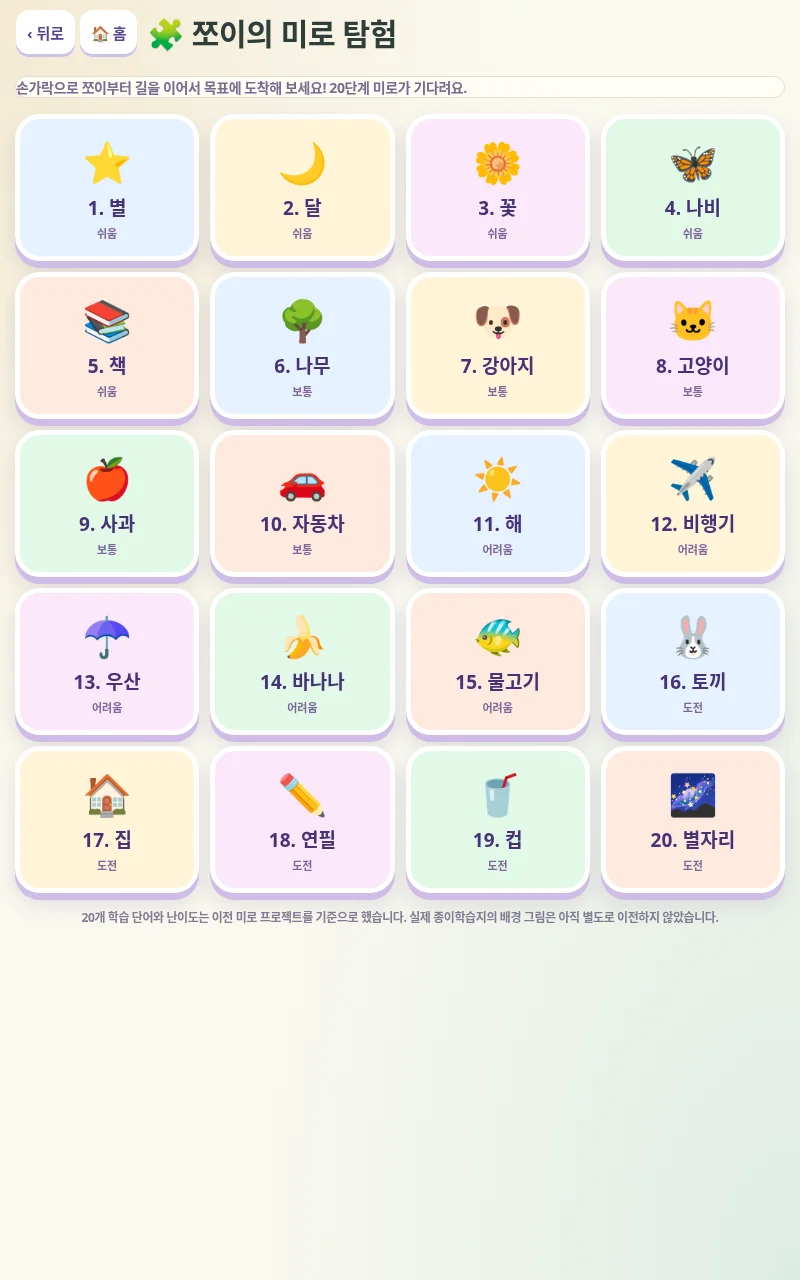 ‹ 뒤로
홈
쪼이의 미로 탐험
손가락으로 쪼이부터 길을 이어서 목표에 도착해 보세요! 20단계 미로가 기다려요.
1. 별
쉬움
2. 달
쉬움
3. 꽃
쉬움
4. 나비
쉬움
5. 책
쉬움
6. 나무
보통
7. 강아지
보통
8. 고양이
보통
9. 사과
보통
10. 자동차
보통
11. 해
어려움
12. 비행기
어려움
13. 우산
어려움
14. 바나나
어려움
15. 물고기
어려움
16. 토끼
도전
17. 집
도전
18. 연필
도전
19. 컵
도전
20. 별자리
도전
20개 학습 단어와 난이도는 이전 미로 프로젝트를 기준으로 했습니다. 실제 종이학습지의 배경 그림은 아직 별도로 이전하지 않았습니다.